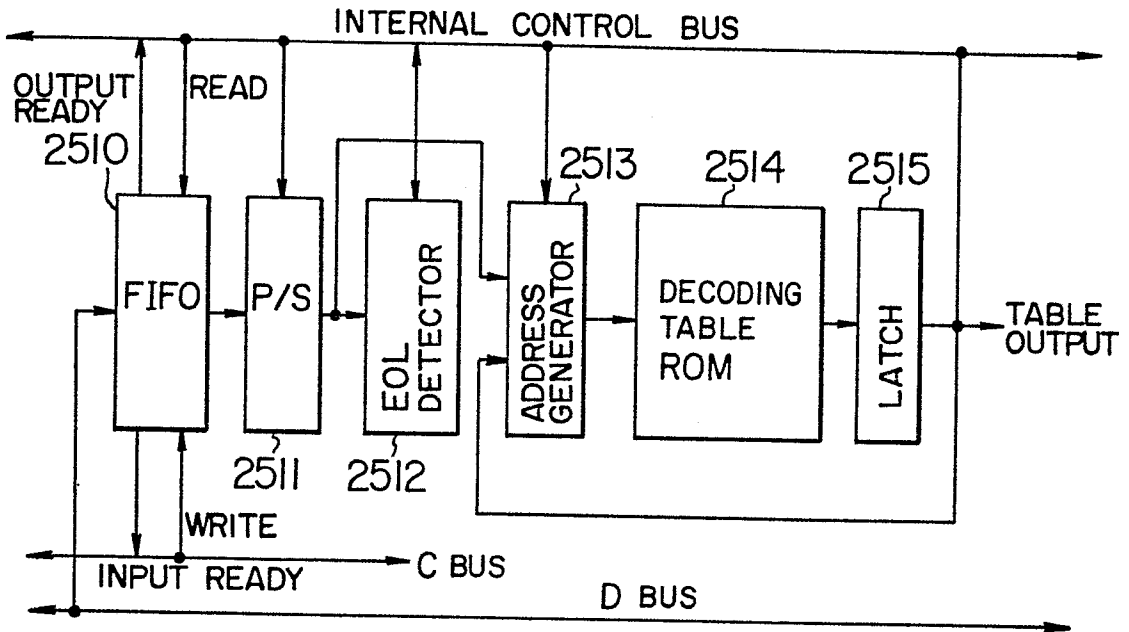 INTERNAL CONTROL BUS
OUTPUT
READY
READ
2510
2513
2514
2515
FIFO
P/S
EOL
DETECTOR
ADDRESS
GENERATOR
DECODING
TABLE
ROM
LATCH
TABLE
OUTPUT
2511
2512
WRITE
INPUT READY
C BUS
D BUS